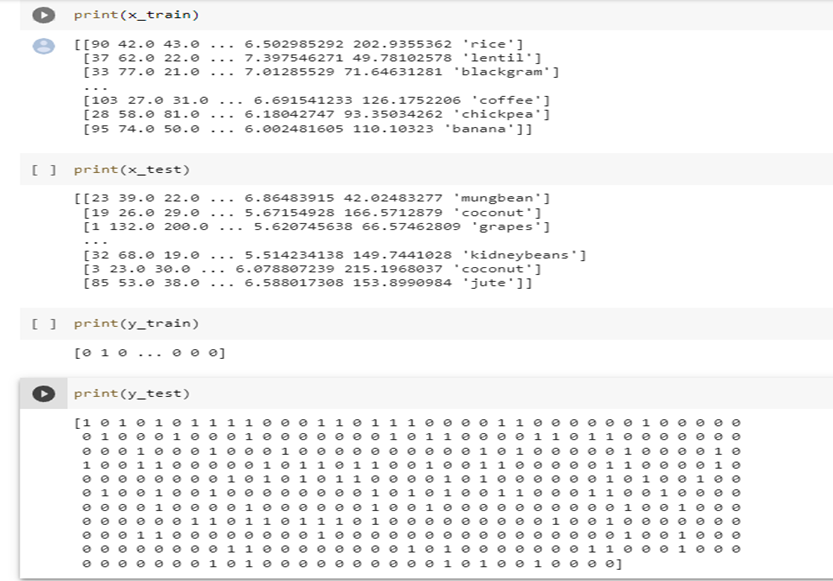 print(x_train)
[[90 42.0 43.0 ... 6.502985292 202.9355362 'rice']
[37 62.0 22.0 ... 7.397546271 49.78102578 'lentil']
[33 77.0 21.0 ... 7.01285529 71.64631281 'blackgram']
...
[103 27.0 31.0 ... 6.691541233 126.1752206 'coffee']
[28 58.0 81.0 ... 6.18042747 93.35034262 'chickpea']
[95 74.0 50.0 ... 6.002481605 110.10323 'banana']]
[ ] print(x_test)
[[23 39.0 22.0 ... 6.86483915 42.02483277 'mungbean']
[19 26.0 29.0 ... 5.67154928 166.5712879 'coconut']
[1 132.0 200.0 ... 5.620745638 66.57462809 'grapes']
...
[32 68.0 19.0 ... 5.514234138 149.7441028 'kidneybeans']
[3 23.0 30.0 ... 6.078807239 215.1968037 'coconut']
[85 53.0 38.0 ... 6.588017308 153.8990984 'jute']]
[ ] print(y_train)
[0 1 0 ... 0 0 0]
print(y_test)
[1 0 1 0 1 0 1 1 1 1 0 0 0 1 1 0 1 1 1 0 0 0 0 1 1 0 0 0 0 0 0 1 0 0 0 0 0
0 1 0 0 0 1 0 0 0 1 0 0 0 0 0 0 0 1 0 1 1 0 0 0 0 1 1 0 1 1 0 0 0 0 0 0 0
0 0 0 1 0 0 0 1 0 0 0 1 0 0 0 0 0 0 0 0 0 0 1 0 1 0 0 0 0 0 1 0 0 0 0 1 0
1 0 0 1 1 0 0 0 0 0 1 0 1 1 0 1 1 0 0 1 0 0 1 1 0 0 0 0 0 1 1 0 0 0 0 1 0
0 0 0 0 0 0 0 0 1 0 1 0 1 0 1 1 0 0 0 0 1 0 0 0 0 0 0 0 0 1 0 1 0 0 1 0 0
0 1 0 0 1 0 0 1 0 0 0 0 0 0 0 0 1 0 1 0 1 0 0 1 1 0 0 0 1 1 0 0 1 0 0 0 0
0 0 0 0 1 0 0 0 0 1 0 0 0 0 0 0 1 0 0 1 0 0 0 0 0 0 0 0 0 0 1 0 0 1 0 0 0
0 0 0 0 0 0 1 1 0 1 1 0 1 1 1 0 1 0 0 0 0 0 0 0 0 0 1 0 0 1 0 0 0 0 0 0 0
0 0 0 1 1 0 0 0 0 0 0 0 0 1 0 0 0 0 0 0 0 0 0 0 0 0 0 0 0 0 1 0 0 1 0 0 0
0 0 0 0 0 0 0 0 1 1 0 0 0 0 0 0 0 0 1 0 1 0 0 0 0 0 0 0 1 1 0 0 0 1 0 0 0
0 0 0 0 0 0 0 1 0 1 0 0 0 0 0 0 0 0 0 0 1 0 1 0 0 1 0 0 0 0]